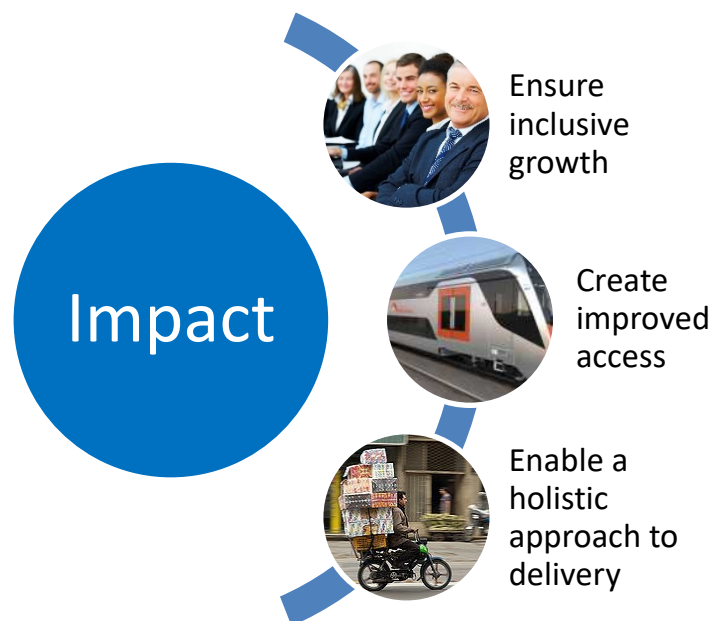 Impact
Ensure
inclusive
growth
Create
improved
access
Enable a
holistic
approach to
delivery